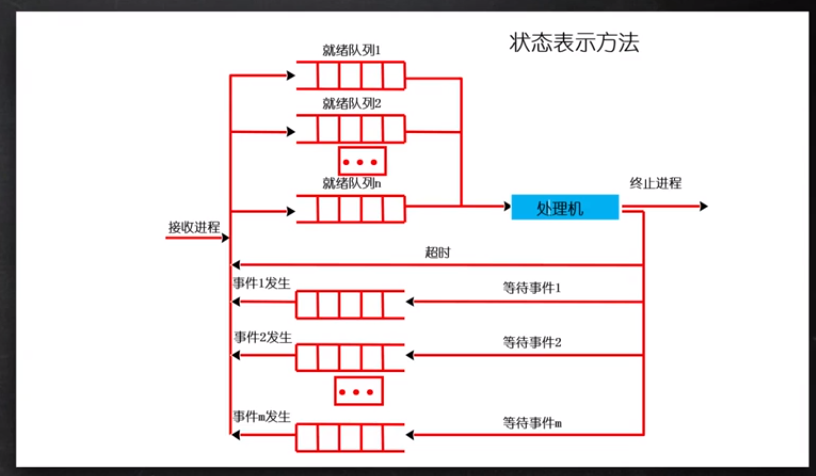 状态表示方法
就绪队列1
就绪队列2
就绪队列n
处理机
终止进程
接收进程
超时
事件1发生
等待事件1
事件2发生
等待事件2
事件m发生
等待事件m